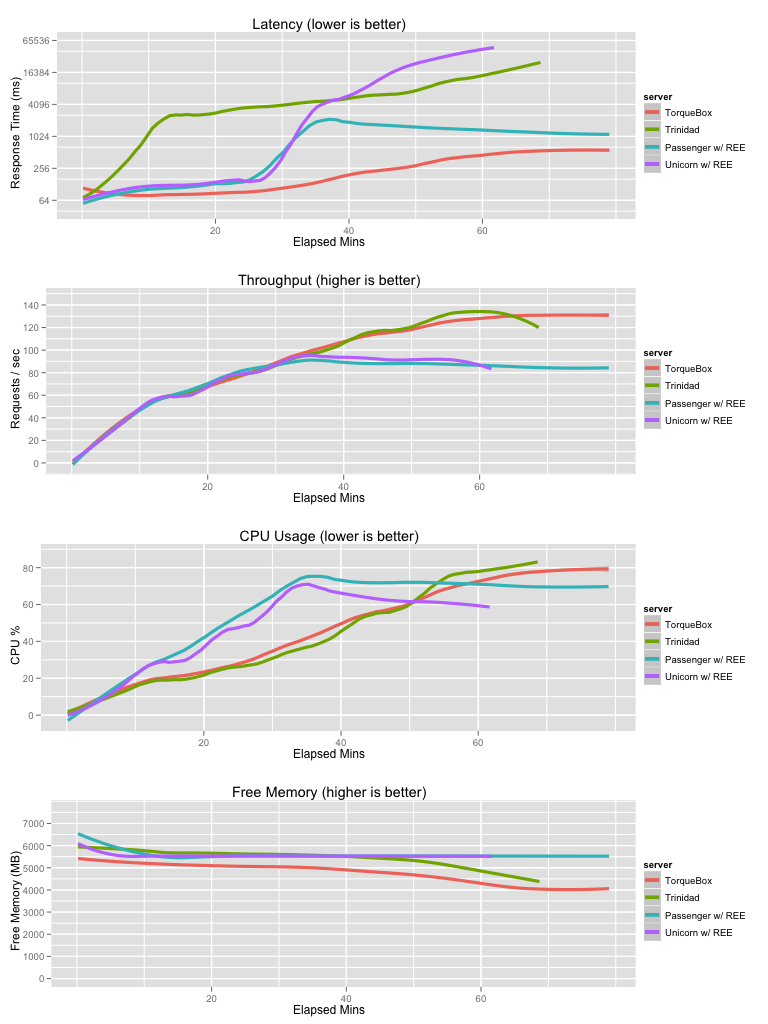 Latency (lower is better)
Response Time (ms)
65536
16384
4096
1024
256
64
20
40
60
Elapsed Mins
server
TorqueBox
Trinidad
Passenger w/ REE
Unicorn w/ REE
Throughput (higher is better)
Requests / sec
140
120
100
80
60
40
20
0
20
40
60
Elapsed Mins
server
TorqueBox
Trinidad
Passenger w/ REE
Unicorn w/ REE
CPU Usage (lower is better)
CPU %
80
60
40
20
0
20
40
60
Elapsed Mins
server
TorqueBox
Trinidad
Passenger w/ REE
Unicorn w/ REE
Free Memory (higher is better)
Free Memory (MB)
7000
6000
5000
4000
3000
2000
1000
0
20
40
60
Elapsed Mins
server
TorqueBox
Trinidad
Passenger w/ REE
Unicorn w/ REE